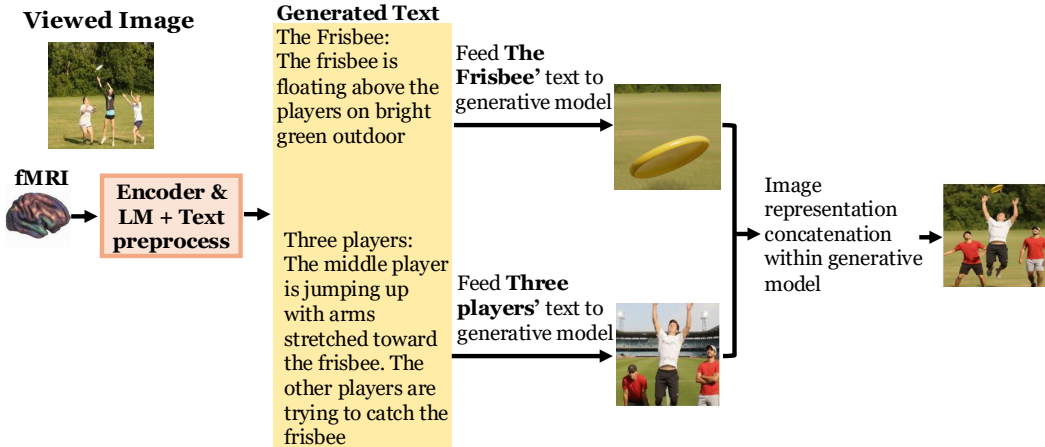 Viewed Image
fMRI
Encoder &
LM + Text
preprocess
Generated Text
The Frisbee:
The frisbee is
floating above the
players on bright
green outdoor
Three players:
The middle player
is jumping up
with arms
stretched toward
the frisbee. The
other players are
trying to catch the
frisbee
Feed The
Frisbee’ text to
generative model
Feed Three
players’ text to
generative model
Image
representation
concatenation
within generative
model